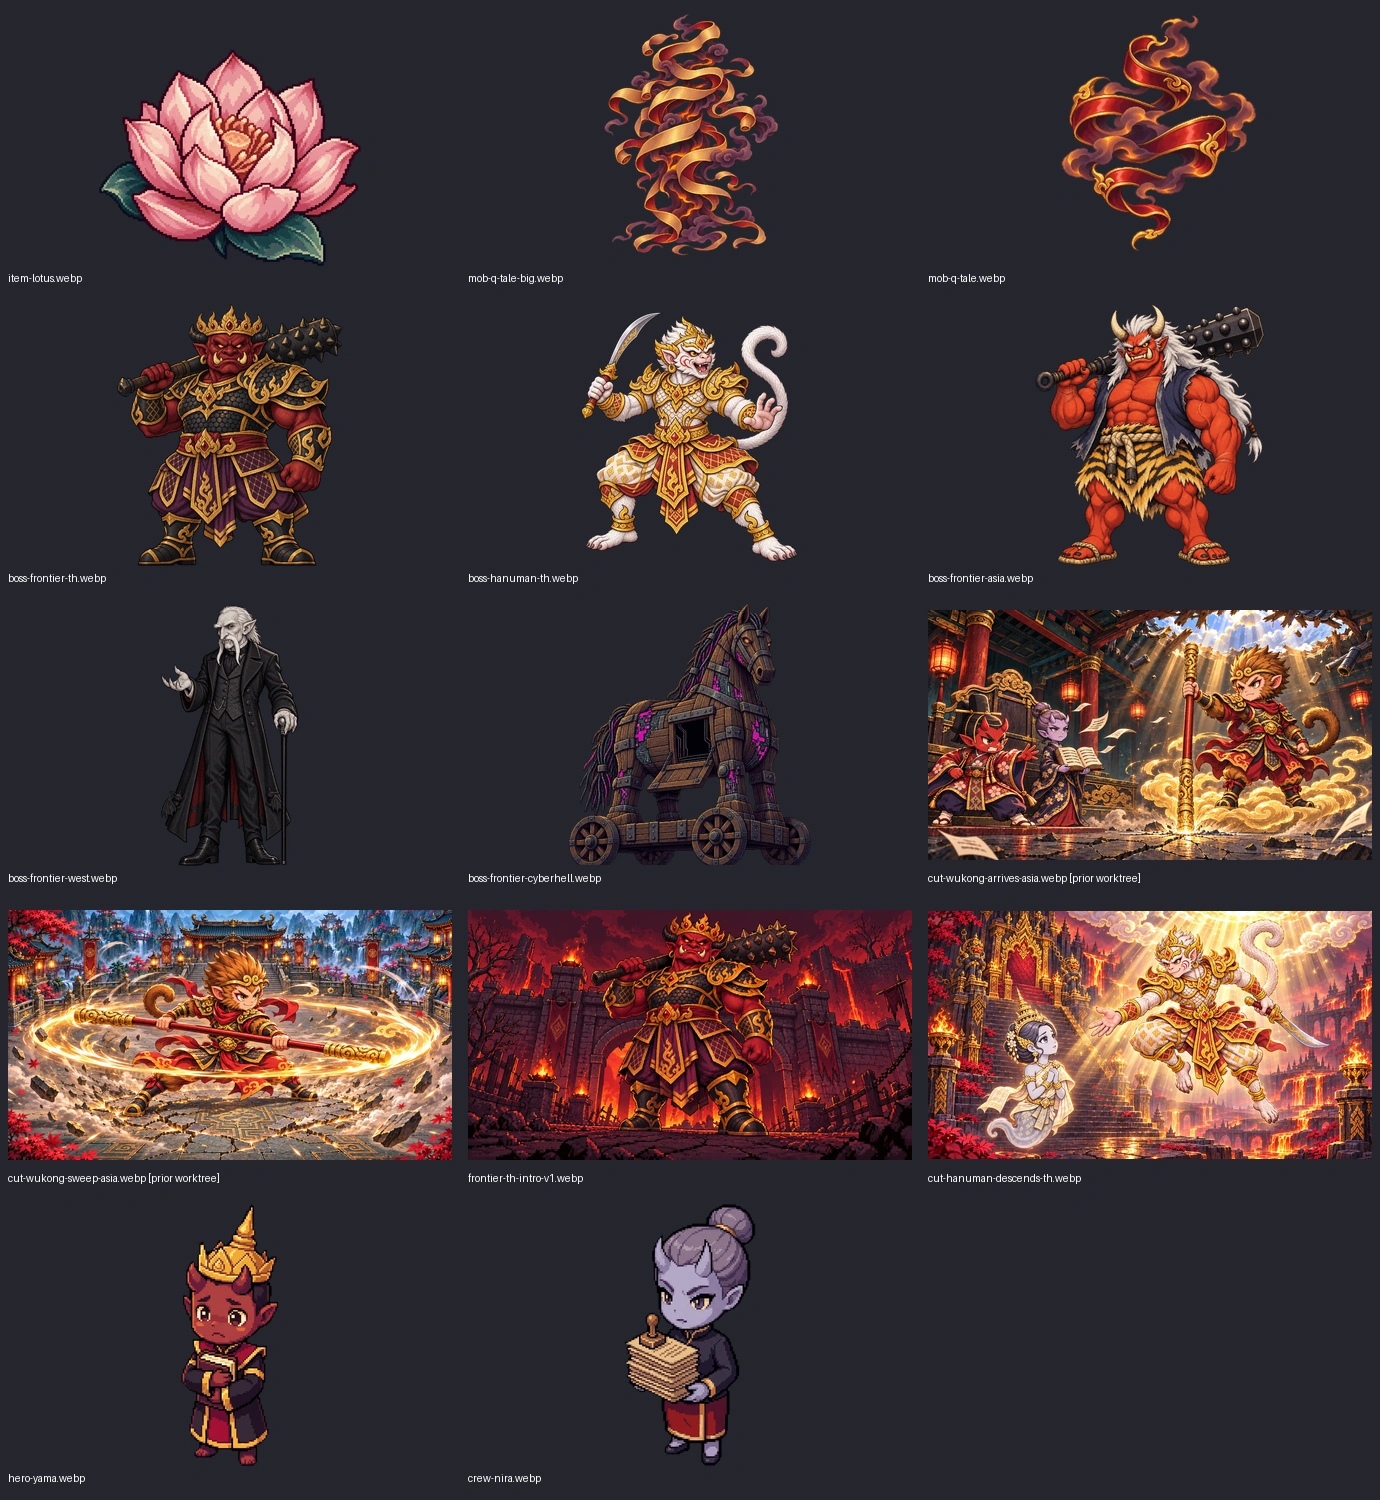 item-lotus.webp
mob-q-tale-big.webp
mob-q-tale.webp
boss-frontier-th.webp
boss-hanuman-th.webp
boss-frontier-asia.webp
boss-frontier-west.webp
boss-frontier-cyberhell.webp
cut-wukong-arrives-asia.webp [prior worktree]
cut-wukong-sweep-asia.webp [prior worktree]
frontier-th-intro-v1.webp
cut-hanuman-descends-th.webp
hero-yama.webp
crew-nira.webp